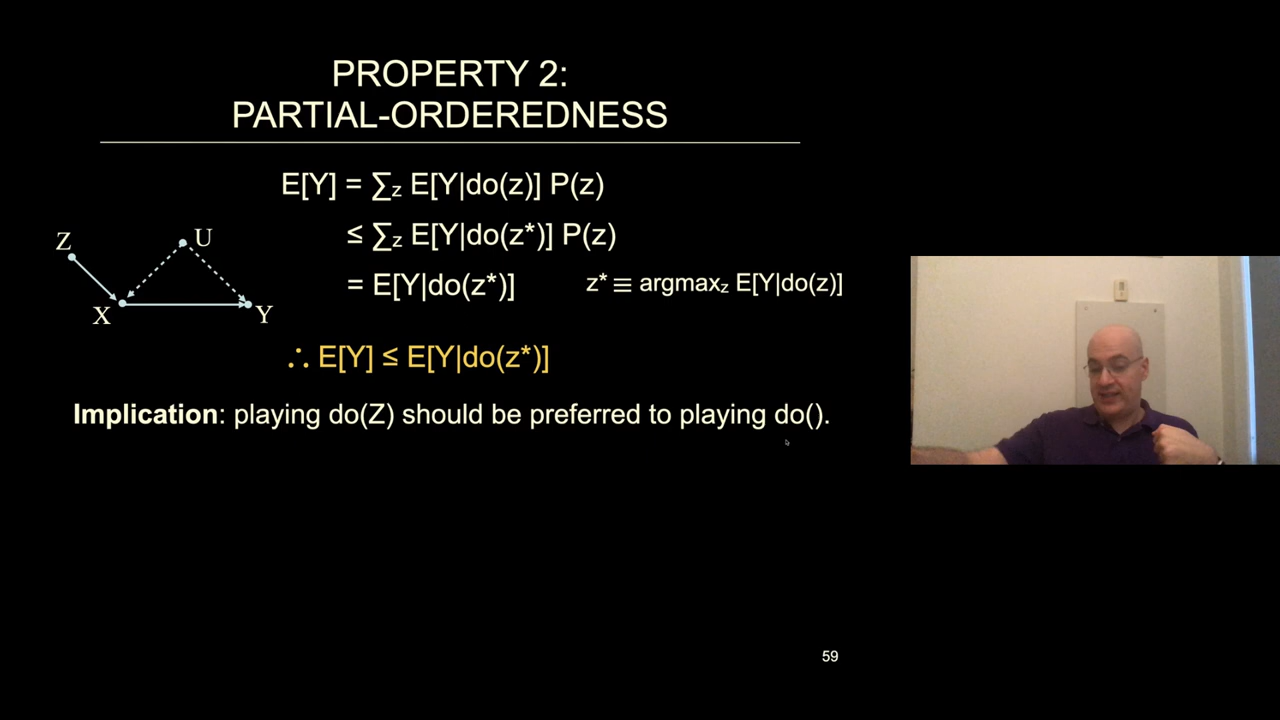 PROPERTY 2:
PARTIAL-ORDEREDNESS
E[Y] = ∑z E[Y|do(z)] P(z)
≤ ∑z E[Y|do(z*)] P(z)
= E[Y|do(z*)]
z* ≡ argmaxz E[Y|do(z)]
Z
U
X
Y
∴ E[Y] ≤ E[Y|do(z*)]
Implication: playing do(Z) should be preferred to playing do().
59